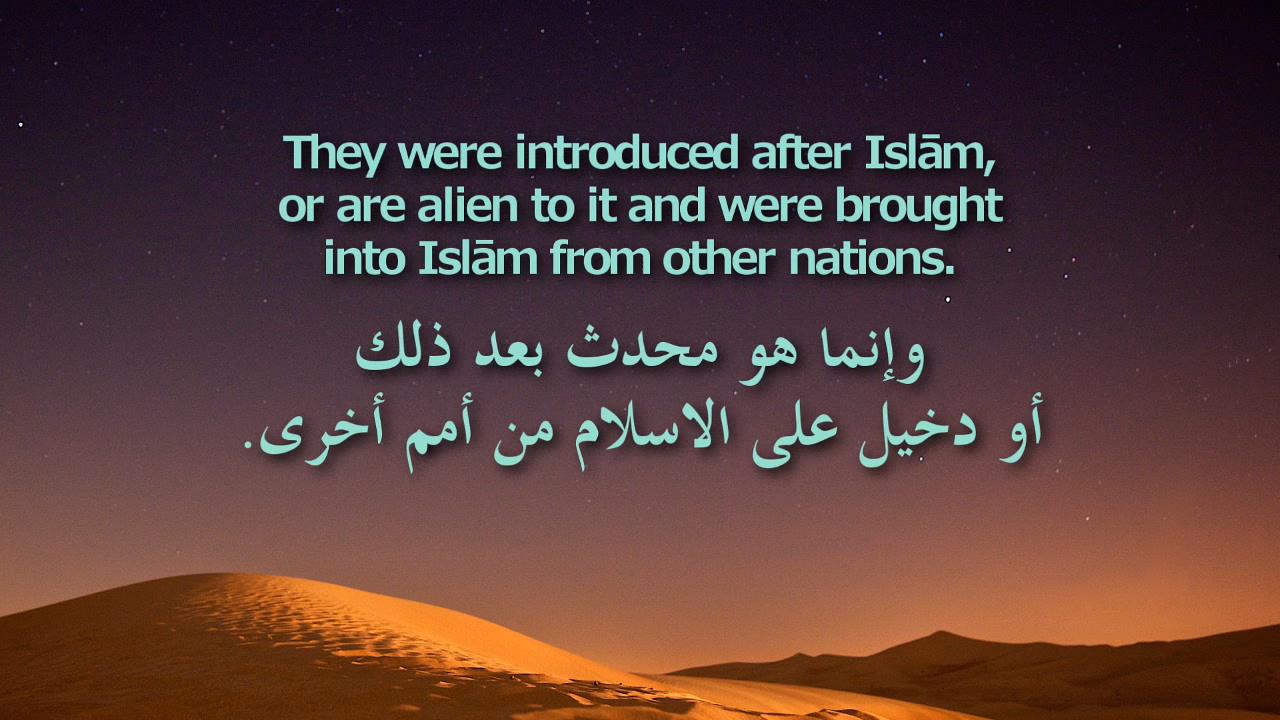 They were introduced after Islām,
or are alien to it and were brought
into Islām from other nations.
وإنما هو محدث بعد ذلك
أو دخيل على الاسلام من أمم أخرى.